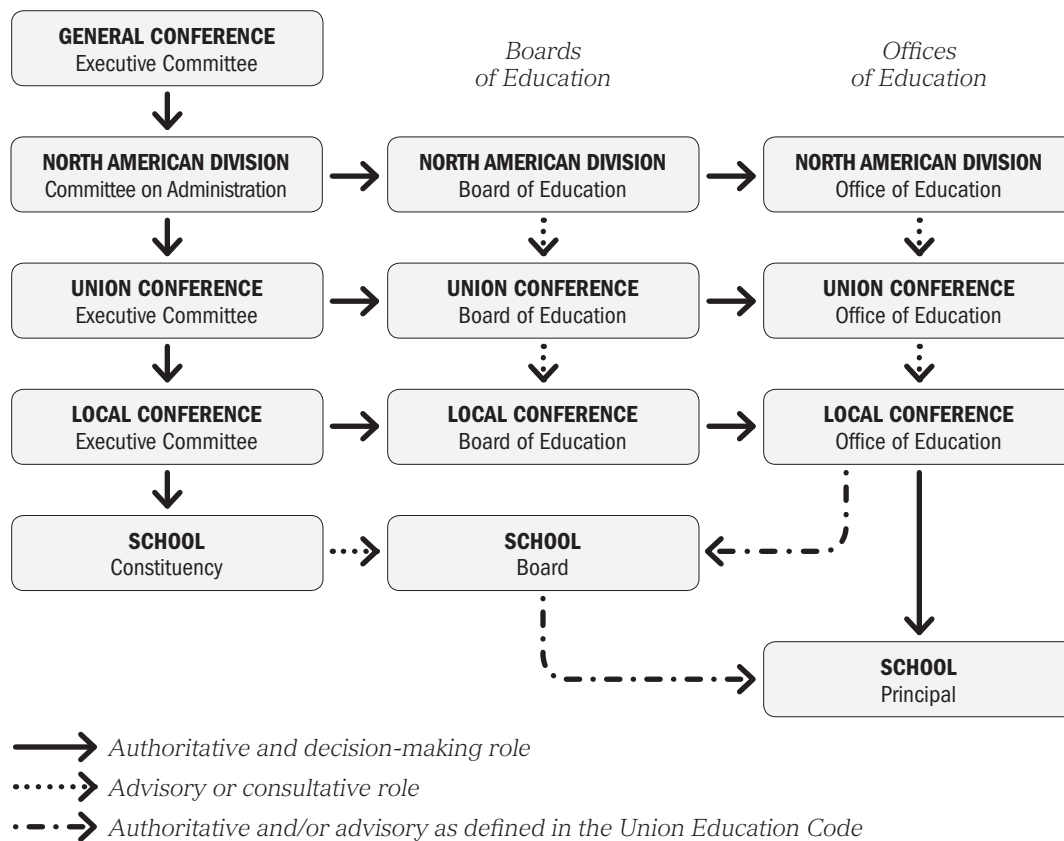 GENERAL CONFERENCE
Executive Committee
Boards
of Education
Offices
of Education
NORTH AMERICAN DIVISION
Committee on Administration
NORTH AMERICAN DIVISION
Board of Education
NORTH AMERICAN DIVISION
Office of Education
UNION CONFERENCE
Executive Committee
UNION CONFERENCE
Board of Education
UNION CONFERENCE
Office of Education
LOCAL CONFERENCE
Executive Committee
LOCAL CONFERENCE
Board of Education
LOCAL CONFERENCE
Office of Education
SCHOOL
Constituency
SCHOOL
Board
SCHOOL
Principal
Authoritative and decision-making role
Advisory or consultative role
Authoritative and/or advisory as defined in the Union Education Code